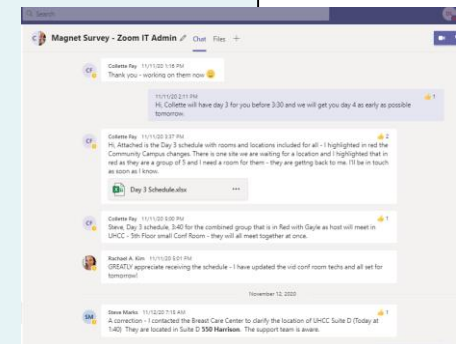 Search
Magnet Survey - Zoom IT Admin Chat Files +
CF
Collette Fay 11/11/20 1:16 PM
Thank you - working on them now
11/11/20 2:11 PM 1
Hi, Collette will have day 3 for you before 3:30 and we will get you day 4 as early as possible
tomorrow.
CF
Collette Fay 11/11/20 3:37 PM 2
Hi, Attached is the Day 3 schedule with rooms and locations included for all - I highlighted in red the
Community Campus changes. There is one site we are waiting for a location and I highlighted that in
red as they are a group of 5 and I need a room for them - they are getting back to me. I'll be in touch
as soon as I know.
Day 3 Schedule.xlsx ...
CF
Collette Fay 11/11/20 5:00 PM 1
Steve, Day 3 schedule, 3:40 for the combined group that is in Red with Gayle as host will meet in
UHCC - 5th Floor small Conf Room - they will all meet together at once.
Rachael A. Kim 11/11/20 5:01 PM
GREATLY appreciate receiving the schedule - I have updated the vid conf room techs and all set for
tomorrow!
November 12, 2020
SM
Steve Marks 11/12/20 7:15 AM 1
A correction - I contacted the Breast Care Center to clarify the location of UHCC Suite D (Today at
1:40) They are located in Suite D 550 Harrison. The support team is aware.